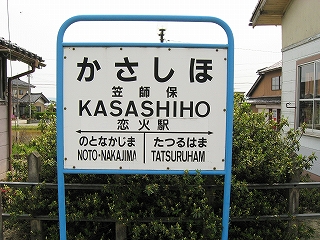 かさしほ
笠師保
KASASHIHO
恋火駅
のとなかじま たつるはま
NOTO-NAKAJIMA TATSURUHAM